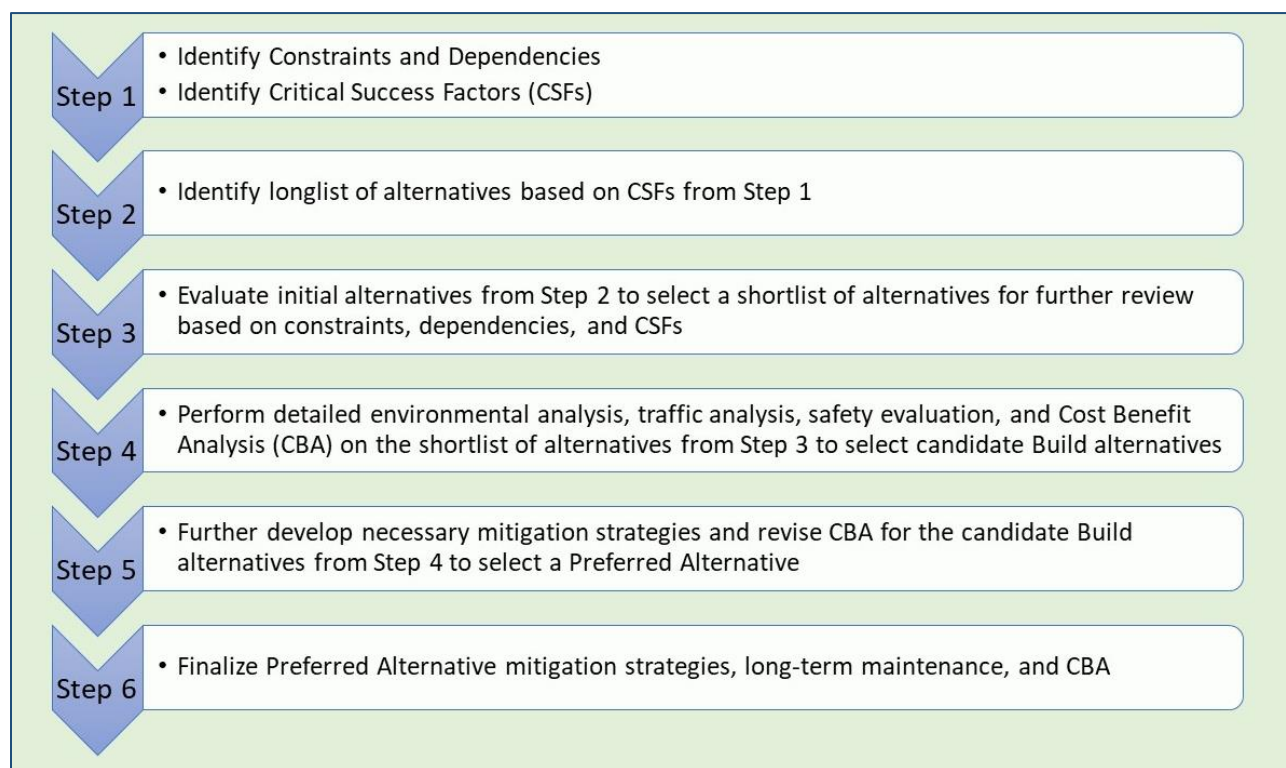 Step 1
• Identify Constraints and Dependencies
• Identify Critical Success Factors (CSFs)
Step 2
• Identify longlist of alternatives based on CSFs from Step 1
Step 3
• Evaluate initial alternatives from Step 2 to select a shortlist of alternatives for further review
based on constraints, dependencies, and CSFs
Step 4
• Perform detailed environmental analysis, traffic analysis, safety evaluation, and Cost Benefit
Analysis (CBA) on the shortlist of alternatives from Step 3 to select candidate Build alternatives
Step 5
• Further develop necessary mitigation strategies and revise CBA for the candidate Build
alternatives from Step 4 to select a Preferred Alternative
Step 6
• Finalize Preferred Alternative mitigation strategies, long-term maintenance, and CBA